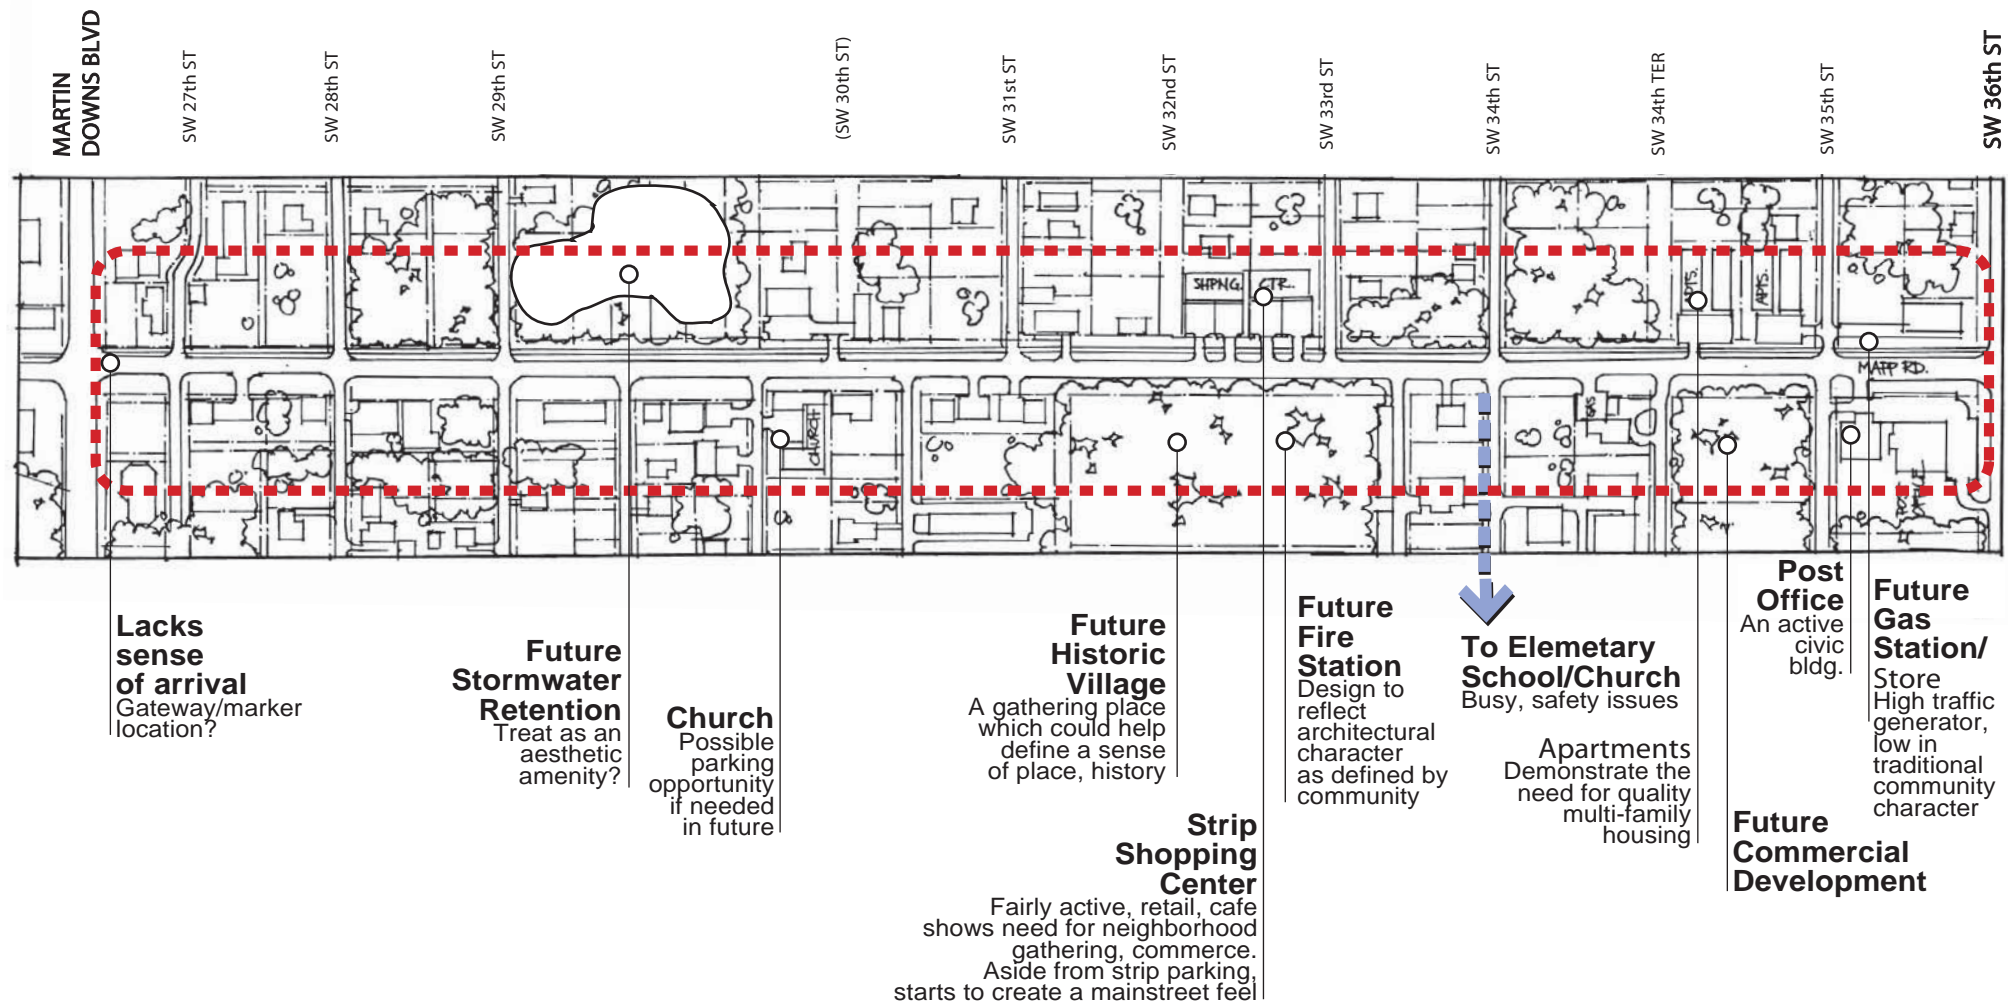 MARTIN
DOWNS BLVD
SW 27th ST
SW 28th ST
SW 29th ST
(SW 30th ST)
SW 31st ST
SW 32nd ST
SW 33rd ST
SW 34th ST
SW 34th TER
SW 35th ST
SW 36th ST
SHPNG. CTR.
APTS.
APTS.
MAPP RD.
CHURCH
GAS
Lacks
sense
of arrival
Gateway/marker
location?
Future
Stormwater
Retention
Treat as an
aesthetic
amenity?
Church
Possible
parking
opportunity
if needed
in future
Future
Historic
Village
A gathering place
which could help
define a sense
of place, history
Strip
Shopping
Center
Fairly active, retail, cafe
shows need for neighborhood
gathering, commerce.
Aside from strip parking,
starts to create a mainstreet feel
Future
Fire
Station
Design to
reflect
architectural
character
as defined by
community
To Elemetary
School/Church
Busy, safety issues
Apartments
Demonstrate the
need for quality
multi-family
housing
Future
Commercial
Development
Post
Office
An active
civic
bldg.
Future
Gas
Station/
Store
High traffic
generator,
low in
traditional
community
character